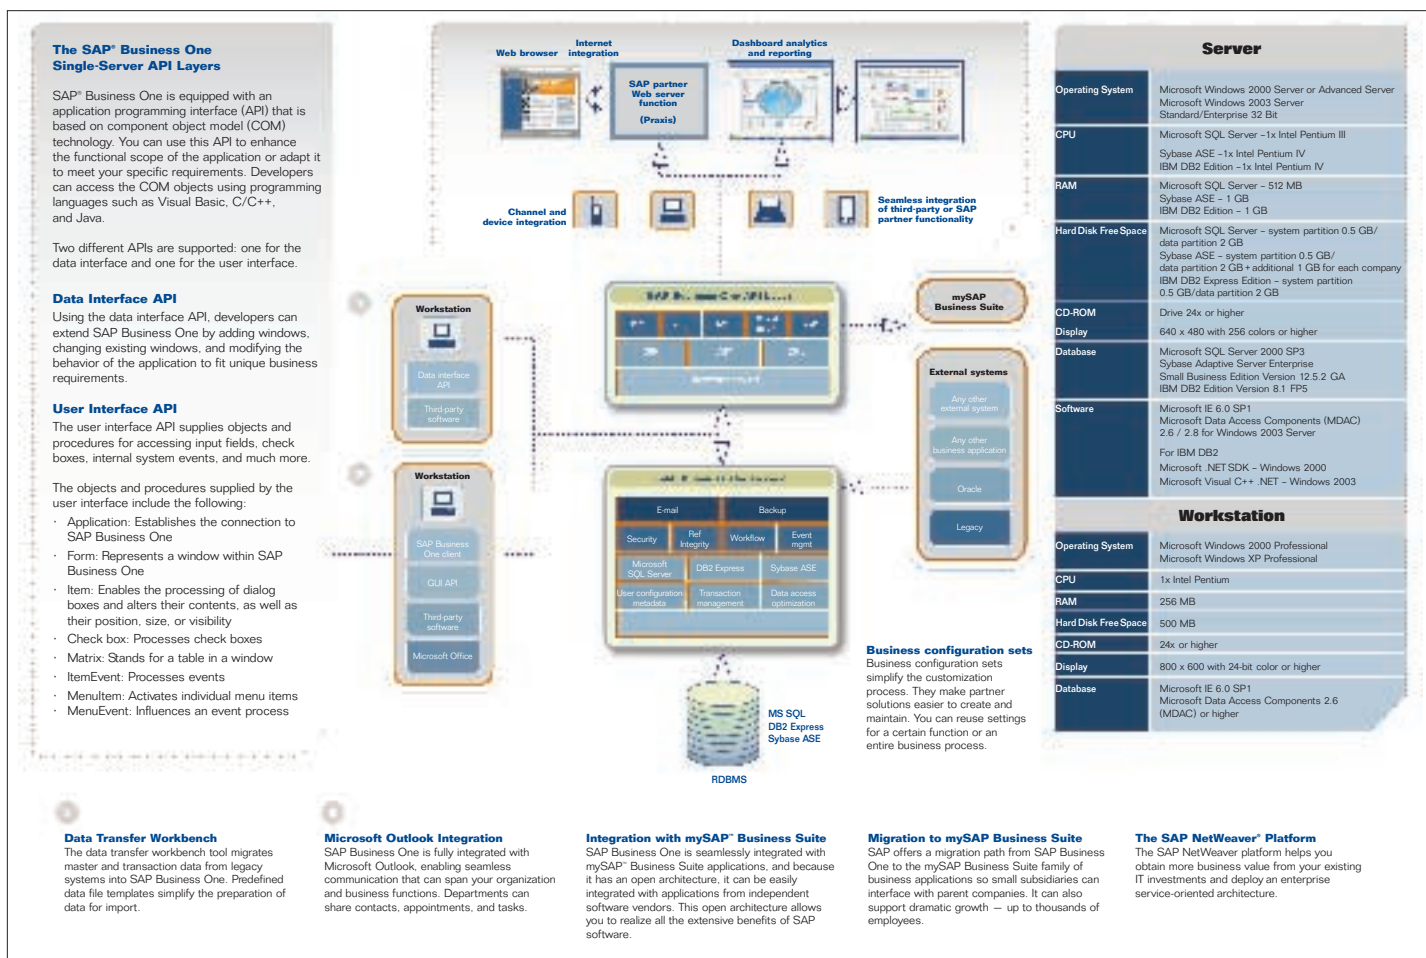 The SAP® Business One
Single-Server API Layers
SAP® Business One is equipped with an
application programming interface (API) that is
based on component object model (COM)
technology. You can use this API to enhance
the functional scope of the application or adapt it
to meet your specific requirements. Developers
can access the COM objects using programming
languages such as Visual Basic, C/C++,
and Java.
Two different APIs are supported: one for the
data interface and one for the user interface.
Data Interface API
Using the data interface API, developers can
extend SAP Business One by adding windows,
changing existing windows, and modifying the
behavior of the application to fit unique business
requirements.
User Interface API
The user interface API supplies objects and
procedures for accessing input fields, check
boxes, internal system events, and much more.
The objects and procedures supplied by the
user interface include the following:
· Application: Establishes the connection to
SAP Business One
· Form: Represents a window within SAP
Business One
· Item: Enables the processing of dialog
boxes and alters their contents, as well as
their position, size, or visibility
· Check box: Processes check boxes
· Matrix: Stands for a table in a window
· ItemEvent: Processes events
· MenuItem: Activates individual menu items
· MenuEvent: Influences an event process
Web browser
Internet
integration
SAP partner
Web server
function
(Praxis)
Dashboard analytics
and reporting
Channel and
device integration
Seamless integration
of third-party or SAP
partner functionality
Workstation
Data interface
API
Third-party
software
Workstation
SAP Business
One client
GUI API
Third-party
software
Microsoft Office
mySAP
Business Suite
External systems
Any other
external system
Any other
business application
Oracle
Legacy
E-mail
Backup
Security
Ref
Integrity
Workflow
Event
mgmt
Microsoft
SQL Server
DB2 Express
Sybase ASE
User configuration
metadata
Transaction
management
Data access
optimization
MS SQL
DB2 Express
Sybase ASE
RDBMS
Business configuration sets
Business configuration sets
simplify the customization
process. They make partner
solutions easier to create and
maintain. You can reuse settings
for a certain function or an
entire business process.
Server
Operating System
Microsoft Windows 2000 Server or Advanced Server
Microsoft Windows 2003 Server
Standard/Enterprise 32 Bit
CPU
Microsoft SQL Server –1x Intel Pentium III
Sybase ASE –1x Intel Pentium IV
IBM DB2 Edition –1x Intel Pentium IV
RAM
Microsoft SQL Server – 512 MB
Sybase ASE – 1 GB
IBM DB2 Edition – 1 GB
Hard Disk Free Space
Microsoft SQL Server – system partition 0.5 GB/
data partition 2 GB
Sybase ASE – system partition 0.5 GB/
data partition 2 GB + additional 1 GB for each company
IBM DB2 Express Edition – system partition
0.5 GB/data partition 2 GB
CD-ROM
Drive 24x or higher
Display
640 x 480 with 256 colors or higher
Database
Microsoft SQL Server 2000 SP3
Sybase Adaptive Server Enterprise
Small Business Edition Version 12.5.2 GA
IBM DB2 Edition Version 8.1 FP5
Software
Microsoft IE 6.0 SP1
Microsoft Data Access Components (MDAC)
2.6 / 2.8 for Windows 2003 Server
For IBM DB2
Microsoft .NET SDK – Windows 2000
Microsoft Visual C++ .NET – Windows 2003
Workstation
Operating System
Microsoft Windows 2000 Professional
Microsoft Windows XP Professional
CPU
1x Intel Pentium
RAM
256 MB
Hard Disk Free Space
500 MB
CD-ROM
24x or higher
Display
800 x 600 with 24-bit color or higher
Database
Microsoft IE 6.0 SP1
Microsoft Data Access Components 2.6
(MDAC) or higher
Data Transfer Workbench
The data transfer workbench tool migrates
master and transaction data from legacy
systems into SAP Business One. Predefined
data file templates simplify the preparation of
data for import.
Microsoft Outlook Integration
SAP Business One is fully integrated with
Microsoft Outlook, enabling seamless
communication that can span your organization
and business functions. Departments can
share contacts, appointments, and tasks.
Integration with mySAP™ Business Suite
SAP Business One is seamlessly integrated with
mySAP™ Business Suite applications, and because
it has an open architecture, it can be easily
integrated with applications from independent
software vendors. This open architecture allows
you to realize all the extensive benefits of SAP
software.
Migration to mySAP Business Suite
SAP offers a migration path from SAP Business
One to the mySAP Business Suite family of
business applications so small subsidiaries can
interface with parent companies. It can also
support dramatic growth — up to thousands of
employees.
The SAP NetWeaver® Platform
The SAP NetWeaver platform helps you
obtain more business value from your existing
IT investments and deploy an enterprise
service-oriented architecture.